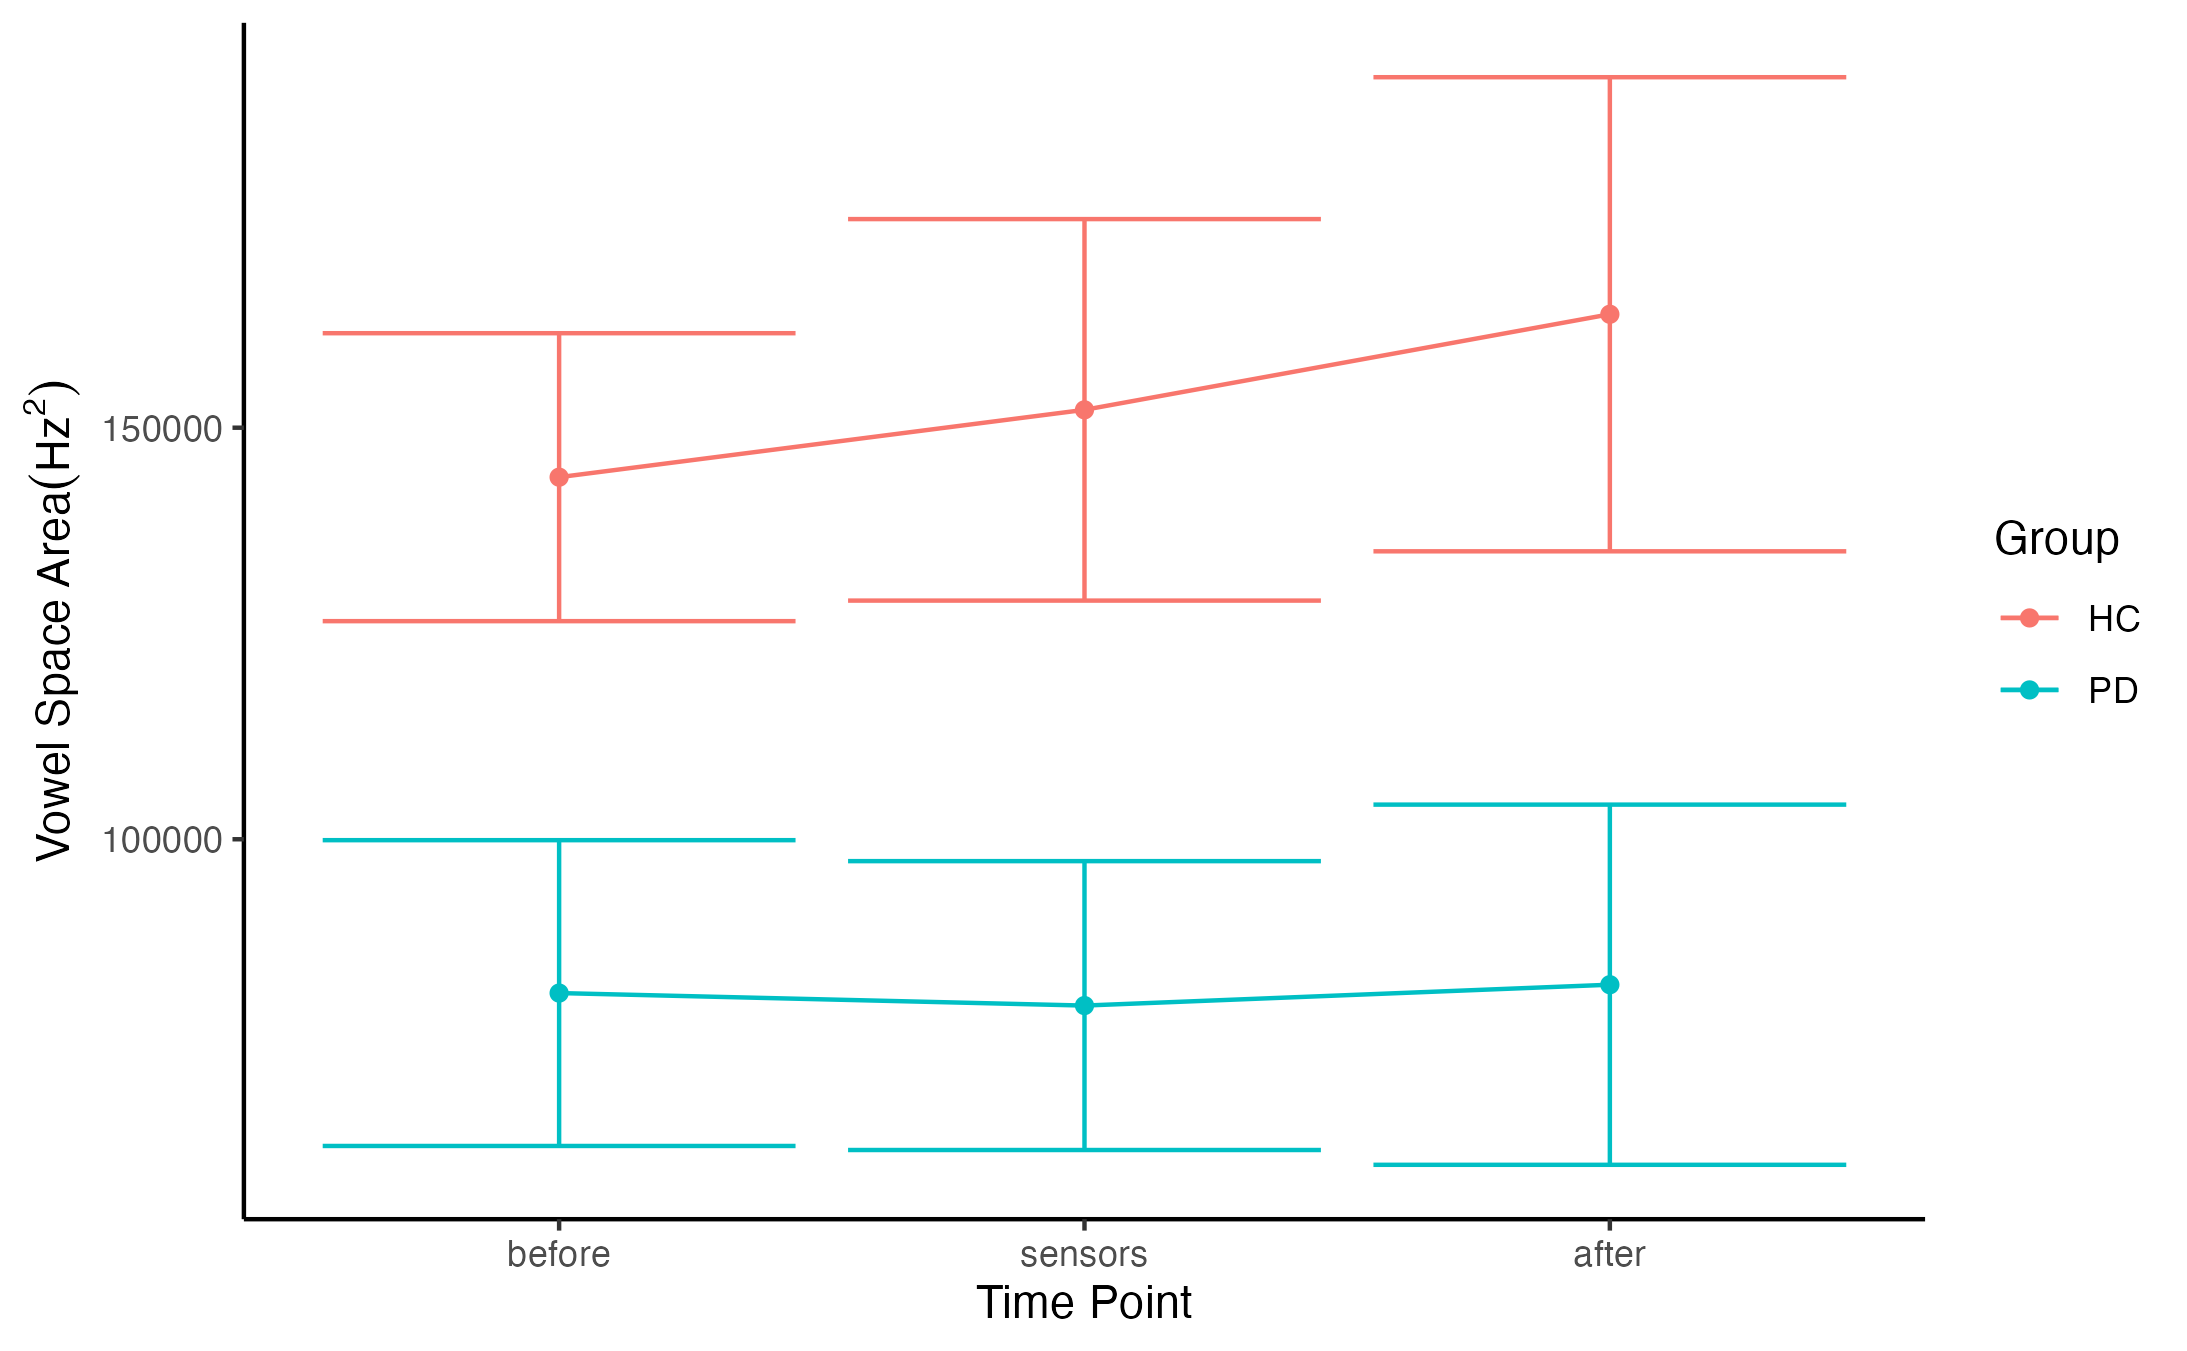 Vowel Space Area(Hz²)
150000
100000
before
sensors
after
Time Point
Group
HC
PD